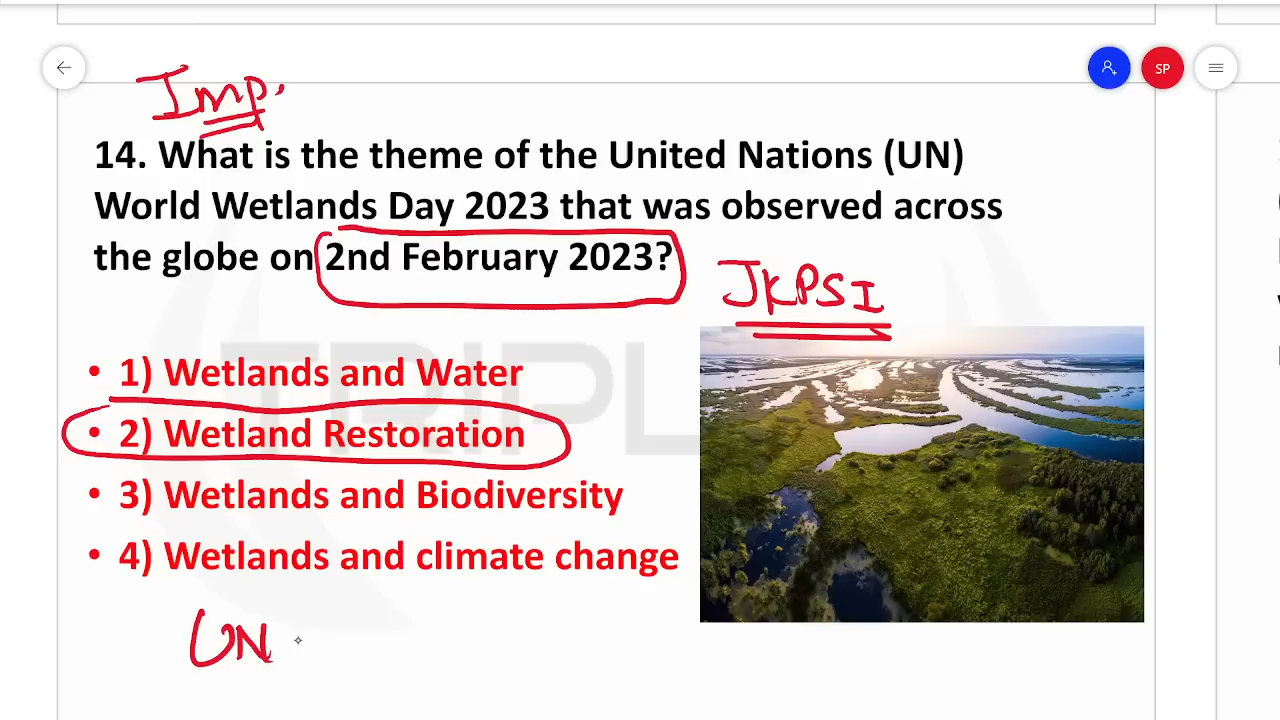 SP
Imp.
14. What is the theme of the United Nations (UN)
World Wetlands Day 2023 that was observed across
the globe on 2nd February 2023?
JKPSI
• 1) Wetlands and Water
• 2) Wetland Restoration
• 3) Wetlands and Biodiversity
• 4) Wetlands and climate change
TRIPL
UN